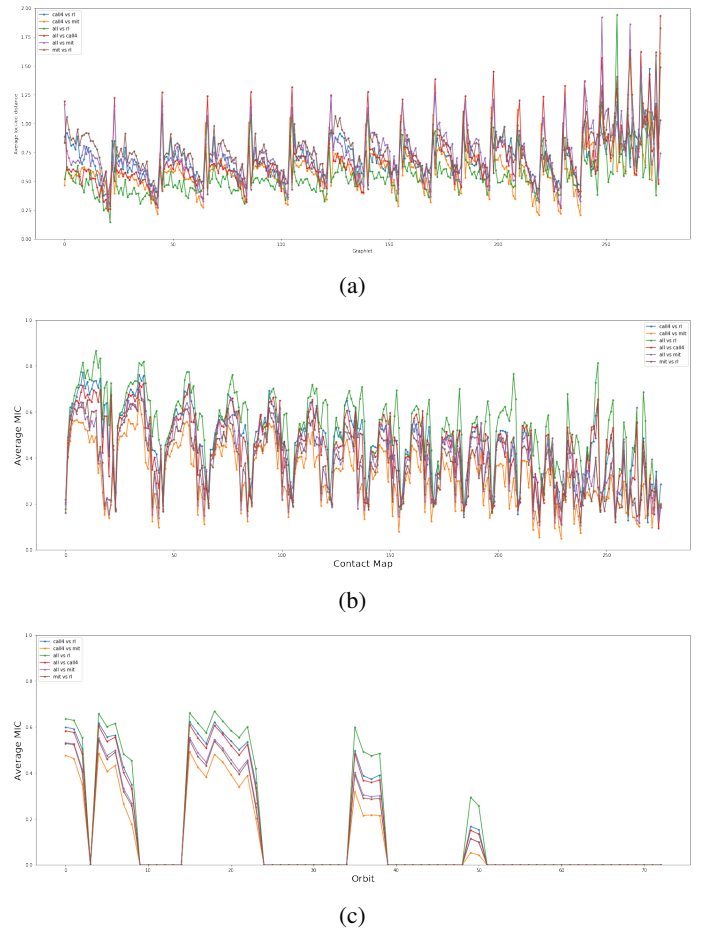 2.00
1.75
1.50
1.25
1.00
0.75
0.50
0.25
0.00
call4 vs rl
call4 vs mit
all vs rl
all vs call4
all vs mit
mit vs rl
0 50 100 150 200 250
Graphlet
(a)
Average MIC
1.0
0.8
0.6
0.4
0.2
0.0
call4 vs rl
call4 vs mit
all vs rl
all vs call4
all vs mit
mit vs rl
0 50 100 150 200 250
Contact Map
(b)
Average MIC
1.0
0.8
0.6
0.4
0.2
0.0
call4 vs rl
call4 vs mit
all vs rl
all vs call4
all vs mit
mit vs rl
0 10 20 30 40 50 60 70
Orbit
(c)